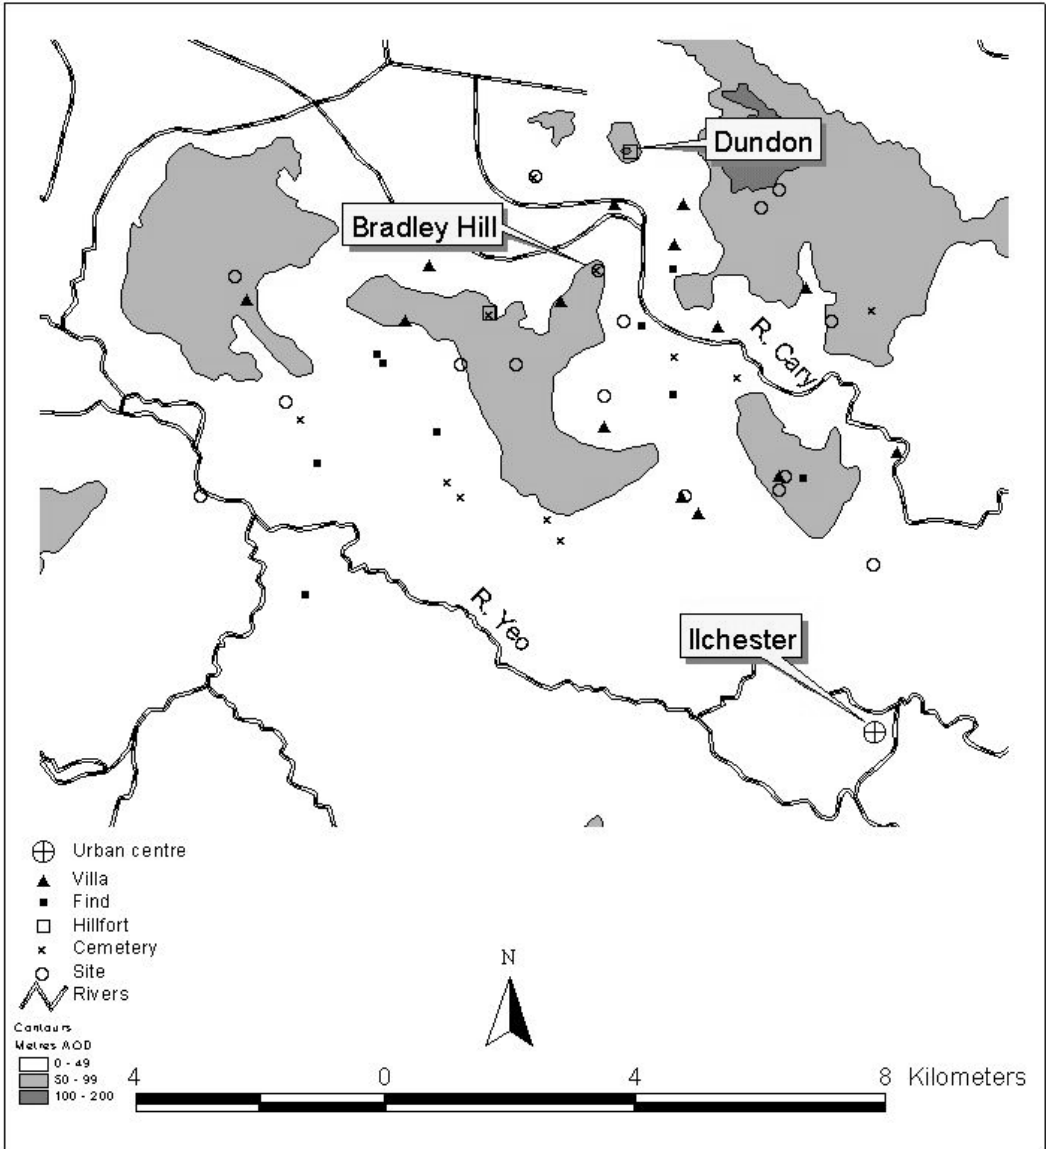 Dundon
Bradley Hill
R. Cary
R. Yeo
Ilchester
Urban centre
Villa
Find
Hillfort
Cemetery
Site
Rivers
Contours
Metres AOD
0 - 49
50 - 99
100 - 200
N
4 0 4 8 Kilometers